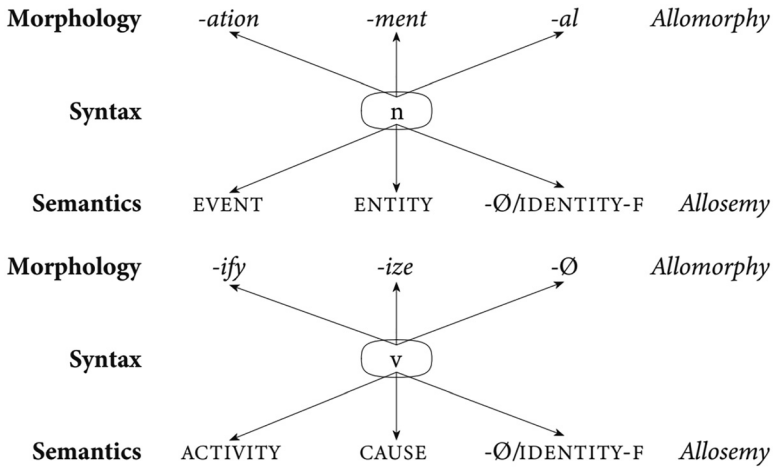 Morphology -ation -ment -al Allomorphy
Syntax n
Semantics EVENT ENTITY -Ø/IDENTITY-F Allosemy
Morphology -ify -ize -Ø Allomorphy
Syntax v
Semantics ACTIVITY CAUSE -Ø/IDENTITY-F Allosemy